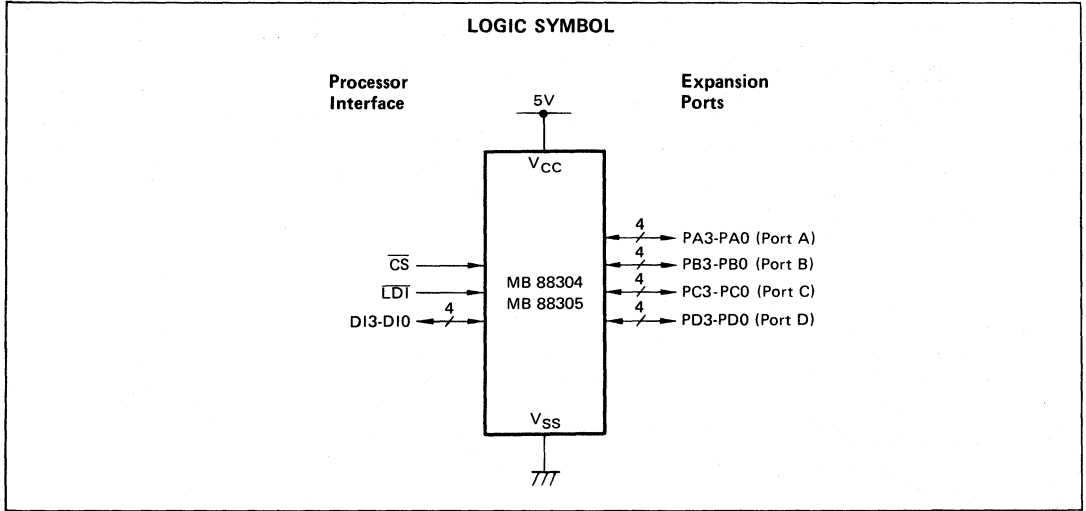 LOGIC SYMBOL
Processor
Interface
Expansion
Ports
5V
VCC
4
PA3-PA0 (Port A)
4
CS
PB3-PB0 (Port B)
MB 88304
4
LDI
PC3-PC0 (Port C)
MB 88305
4
4
DI3-DI0
PD3-PD0 (Port D)
VSS